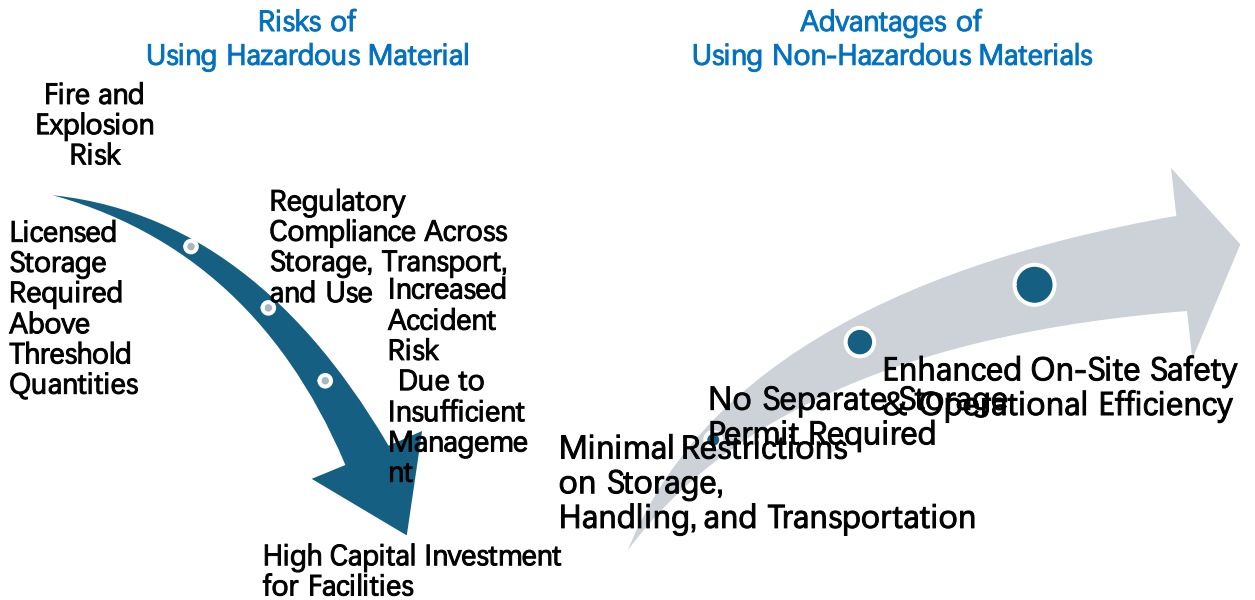 Risks of
Using Hazardous Material
Fire and
Explosion
Risk
Licensed
Storage
Required
Above
Threshold
Quantities
Regulatory
Compliance Across
Storage, Transport,
and Use
Increased
Accident
Risk
Due to
Insufficient
Manageme
nt
High Capital Investment
for Facilities
Advantages of
Using Non-Hazardous Materials
Minimal Restrictions
on Storage,
Handling, and Transportation
No Separate Storage
Permit Required
Enhanced On-Site Safety
& Operational Efficiency